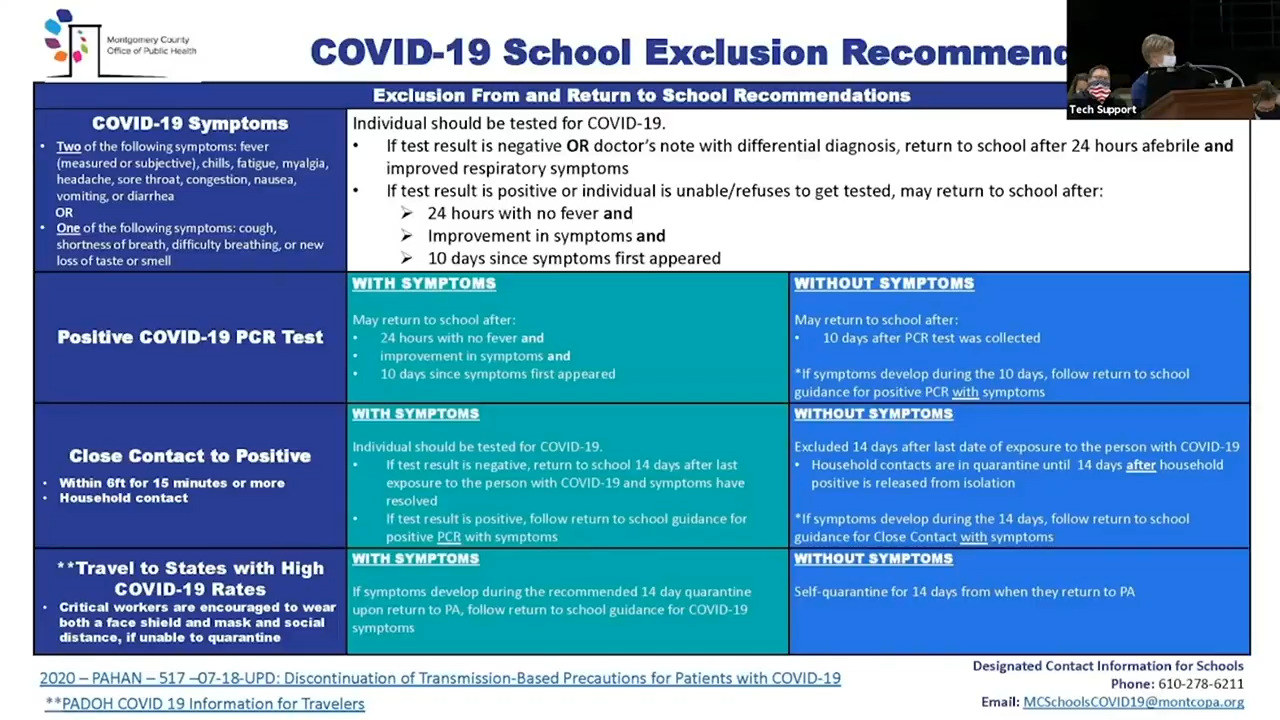 Montgomery County
Office of Public Health
COVID-19 School Exclusion Recommend
Tech Support
Exclusion From and Return to School Recommendations
COVID-19 Symptoms
• Two of the following symptoms: fever
(measured or subjective), chills, fatigue, myalgia,
headache, sore throat, congestion, nausea,
vomiting, or diarrhea
OR
• One of the following symptoms: cough,
shortness of breath, difficulty breathing, or new
loss of taste or smell
Individual should be tested for COVID-19.
• If test result is negative OR doctor's note with differential diagnosis, return to school after 24 hours afebrile and
improved respiratory symptoms
• If test result is positive or individual is unable/refuses to get tested, may return to school after:
➢ 24 hours with no fever and
➢ Improvement in symptoms and
➢ 10 days since symptoms first appeared
Positive COVID-19 PCR Test
WITH SYMPTOMS
May return to school after:
• 24 hours with no fever and
• improvement in symptoms and
• 10 days since symptoms first appeared
WITHOUT SYMPTOMS
May return to school after:
• 10 days after PCR test was collected
*If symptoms develop during the 10 days, follow return to school
guidance for positive PCR with symptoms
Close Contact to Positive
• Within 6ft for 15 minutes or more
• Household contact
WITH SYMPTOMS
Individual should be tested for COVID-19.
• If test result is negative, return to school 14 days after last
exposure to the person with COVID-19 and symptoms have
resolved
• If test result is positive, follow return to school guidance for
positive PCR with symptoms
WITHOUT SYMPTOMS
Excluded 14 days after last date of exposure to the person with COVID-19
• Household contacts are in quarantine until 14 days after household
positive is released from isolation
*If symptoms develop during the 14 days, follow return to school
guidance for Close Contact with symptoms
**Travel to States with High
COVID-19 Rates
• Critical workers are encouraged to wear
both a face shield and mask and social
distance, if unable to quarantine
WITH SYMPTOMS
If symptoms develop during the recommended 14 day quarantine
upon return to PA, follow return to school guidance for COVID-19
symptoms
WITHOUT SYMPTOMS
Self-quarantine for 14 days from when they return to PA
2020 – PAHAN – 517 –07-18-UPD: Discontinuation of Transmission-Based Precautions for Patients with COVID-19
**PADOH COVID 19 Information for Travelers
Designated Contact Information for Schools
Phone: 610-278-6211
Email: MCSchoolsCOVID19@montcopa.org